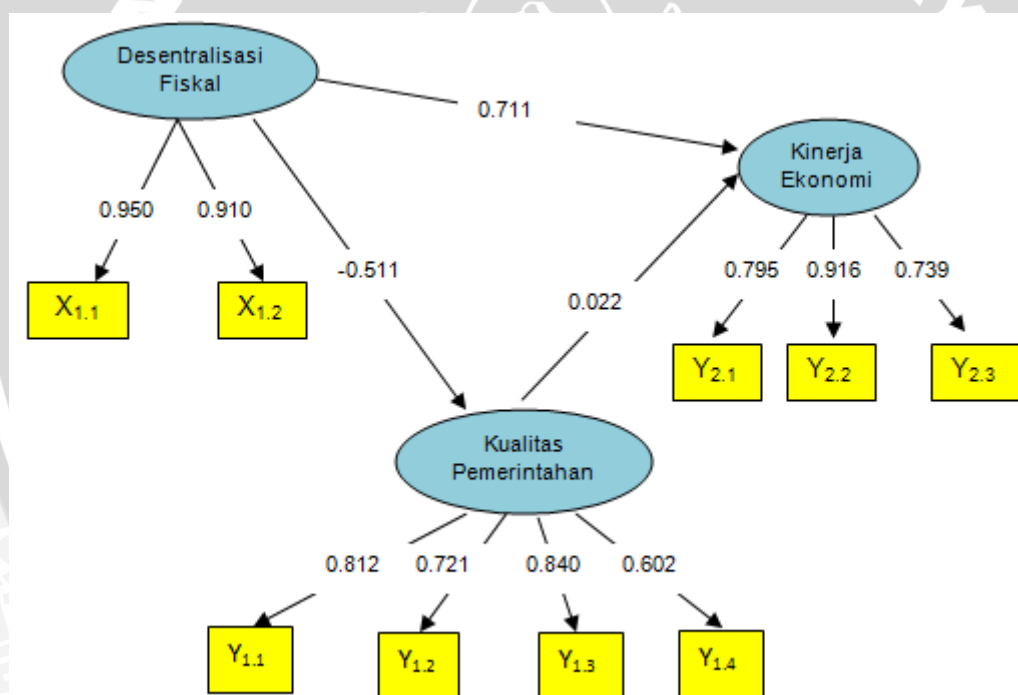 Desentralisasi
Fiskal
0.711
Kinerja
Ekonomi
0.950
0.910
-0.511
0.795
0.916
0.739
X1.1
X1.2
0.022
Y2.1
Y2.2
Y2.3
Kualitas
Pemerintahan
0.812
0.721
0.840
0.602
Y1.1
Y1.2
Y1.3
Y1.4